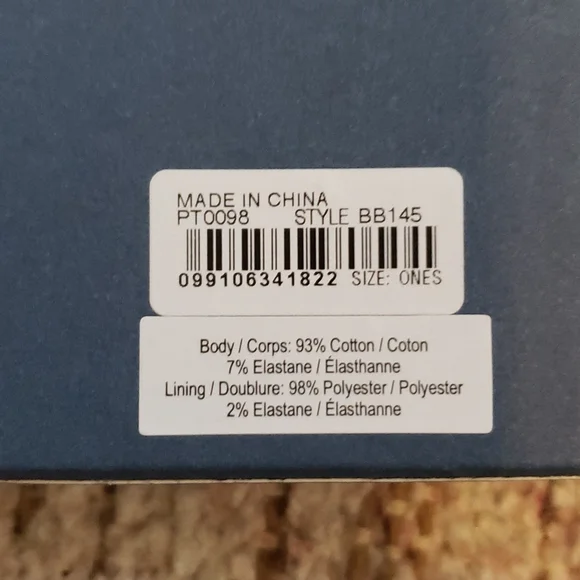 MADE IN CHINA
PT0098 STYLE BB145
099106341822 SIZE: ONES
Body / Corps: 93% Cotton / Coton
7% Elastane / Élasthanne
Lining / Doublure: 98% Polyester / Polyester
2% Elastane / Élasthanne